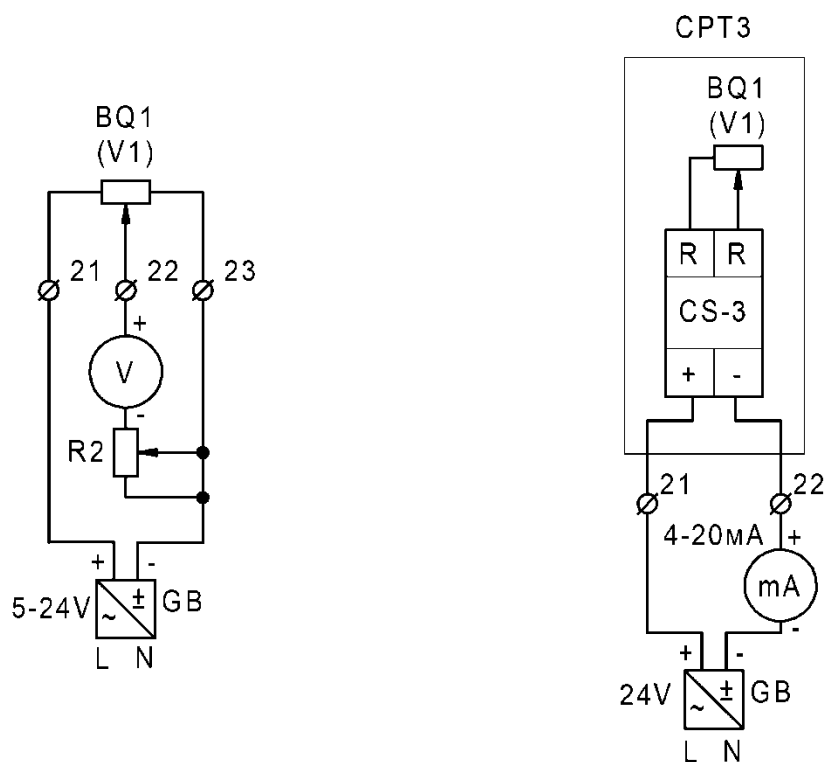 BQ1
(V1)
21
22
23
+
V
-
R2
+
-
5-24V
~
±
GB
L
N
CPT3
BQ1
(V1)
R
R
CS-3
+
-
21
22
4-20мА
+
mA
-
+
-
24V
~
±
GB
L
N